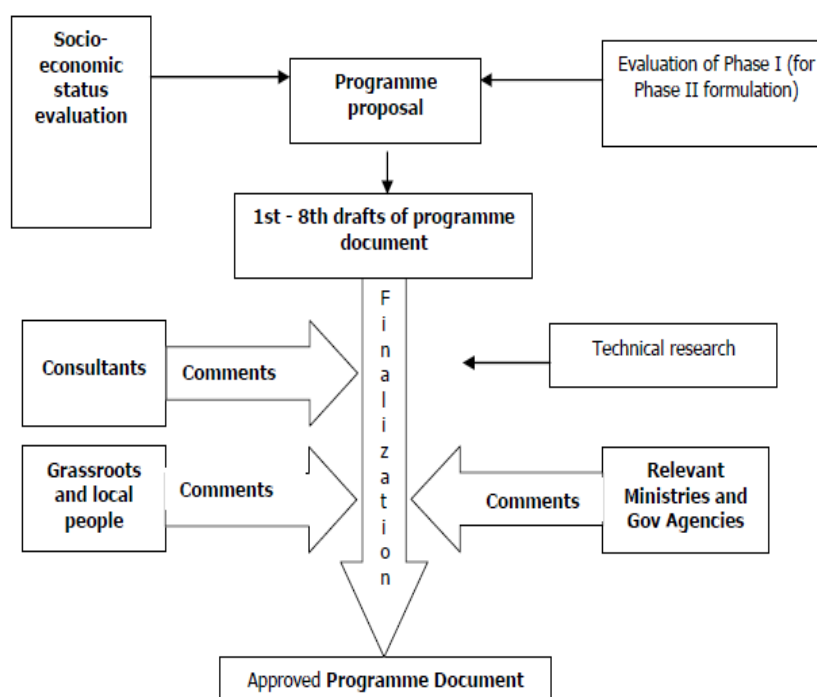 Socio-
economic
status
evaluation
Programme
proposal
Evaluation of Phase I (for
Phase II formulation)
1st - 8th drafts of programme
document
F
i
n
a
l
i
z
a
t
i
o
n
Consultants
Comments
Technical research
Grassroots
and local
people
Comments
Comments
Relevant
Ministries and
Gov Agencies
Approved Programme Document